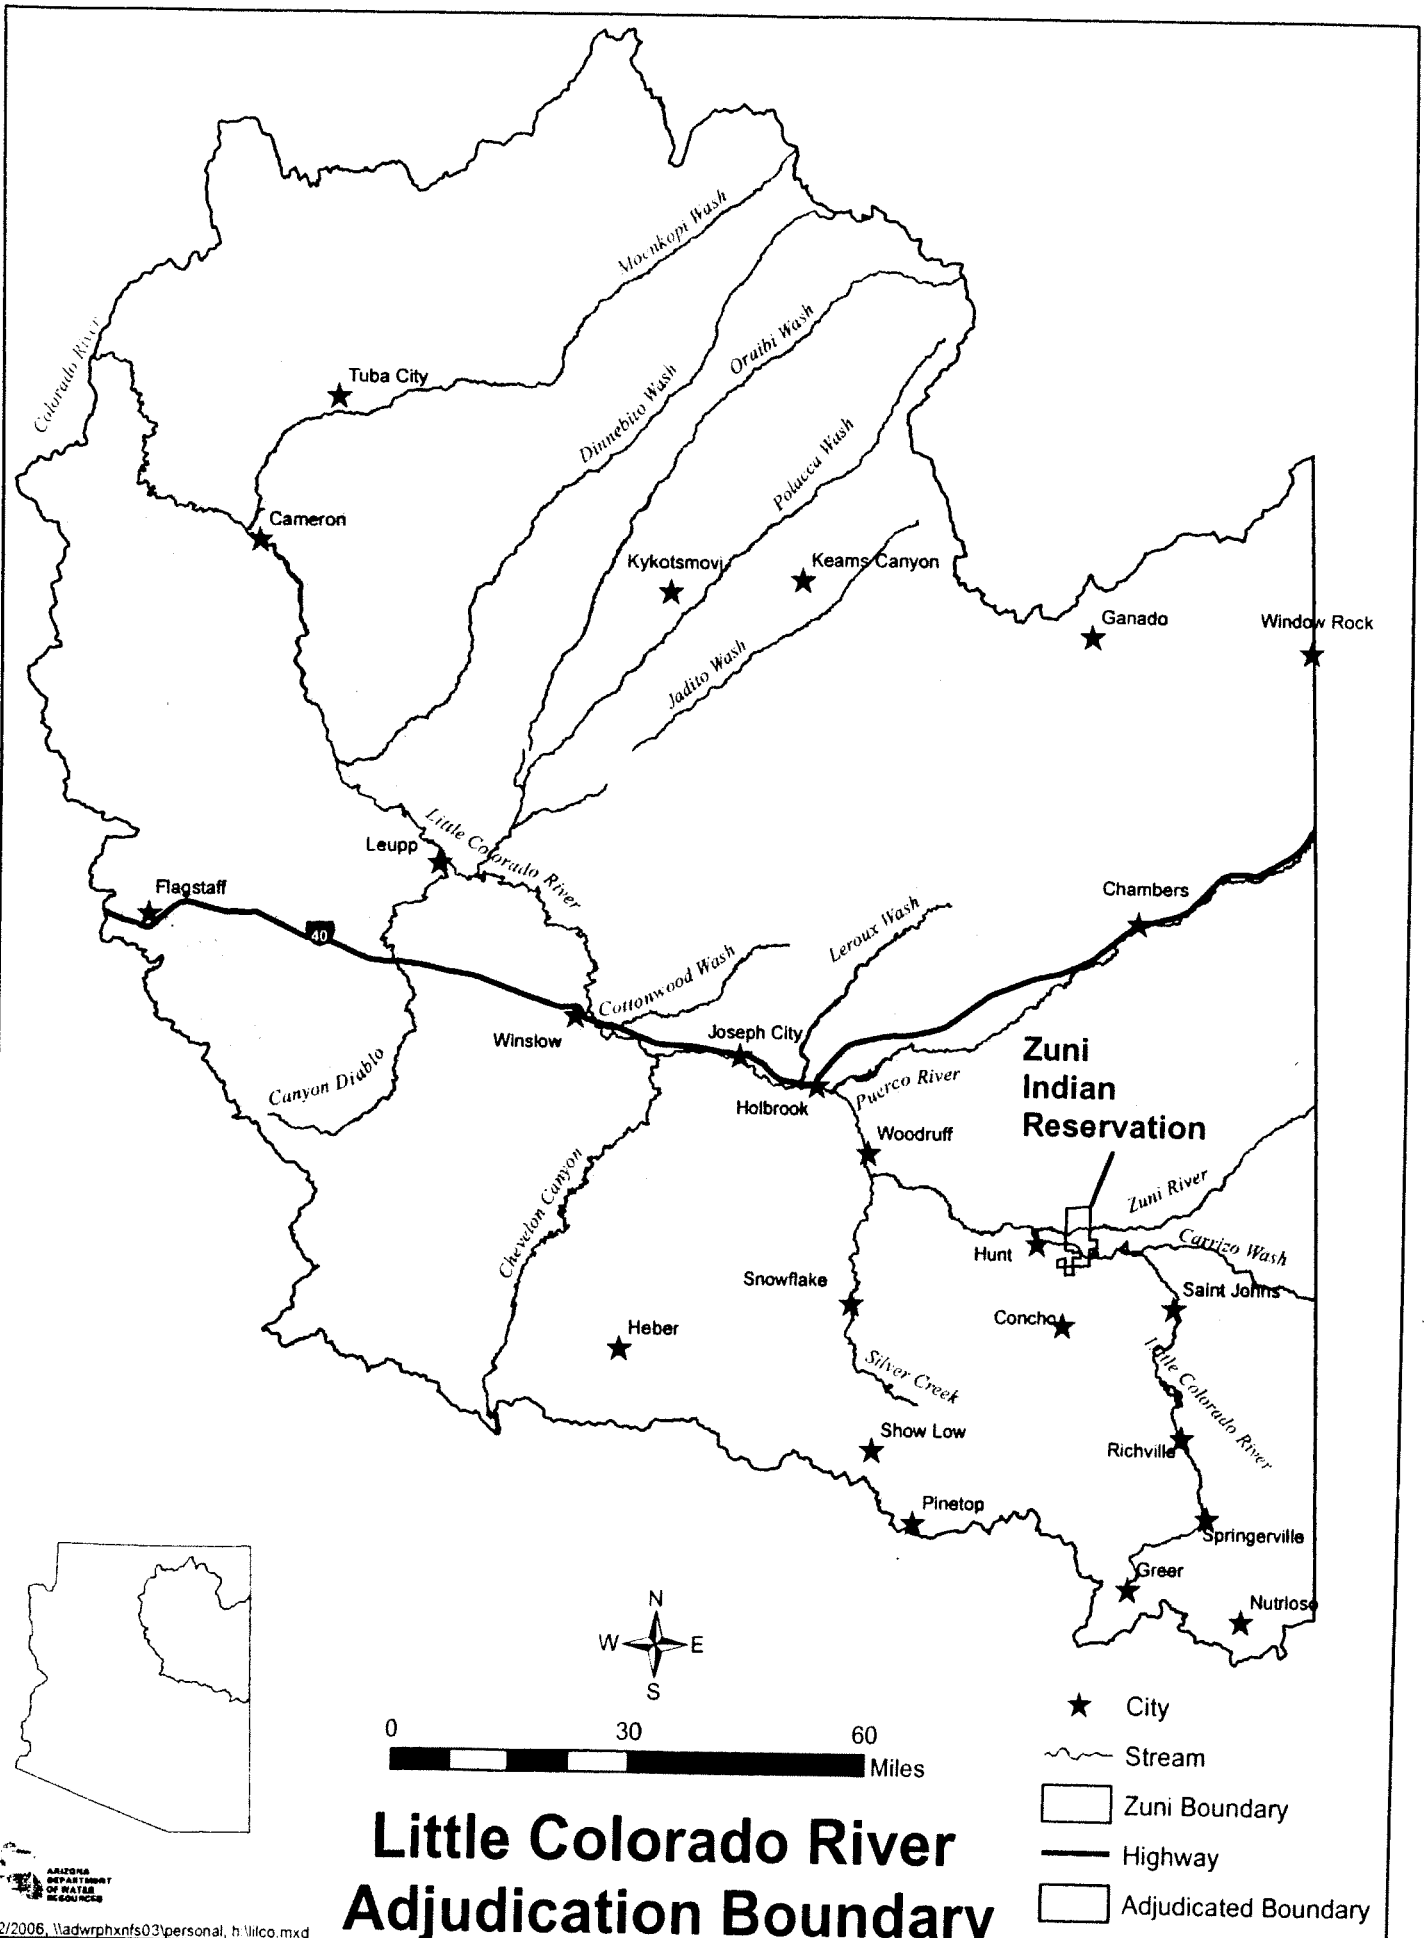 Moenkopi Wash
Colorado River
Oraibi Wash
Tuba City
Dinnebito Wash
Polacca Wash
Cameron
Kykotsmovi
Keams Canyon
Ganado
Window Rock
Jadito Wash
Little Colorado River
Leupp
Flagstaff
Chambers
40
Leroux Wash
Cottonwood Wash
Winslow
Joseph City
Zuni
Indian
Reservation
Canyon Diablo
Puerco River
Holbrook
Woodruff
Chevelon Canyon
Zuni River
Hunt
Carrizo Wash
Snowflake
Saint Johns
Concho
Heber
Little Colorado River
Silver Creek
Show Low
Richville
Pinetop
Springerville
Greer
Nutrioso
N
W E
S
City
0 30 60
Miles
Stream
Zuni Boundary
Highway
Adjudicated Boundary
Little Colorado River
Adjudication Boundary
ARIZONA
DEPARTMENT
OF WATER
RESOURCES
2/2006, \\adwrphxnfs03\personal, h:\lilco.mxd